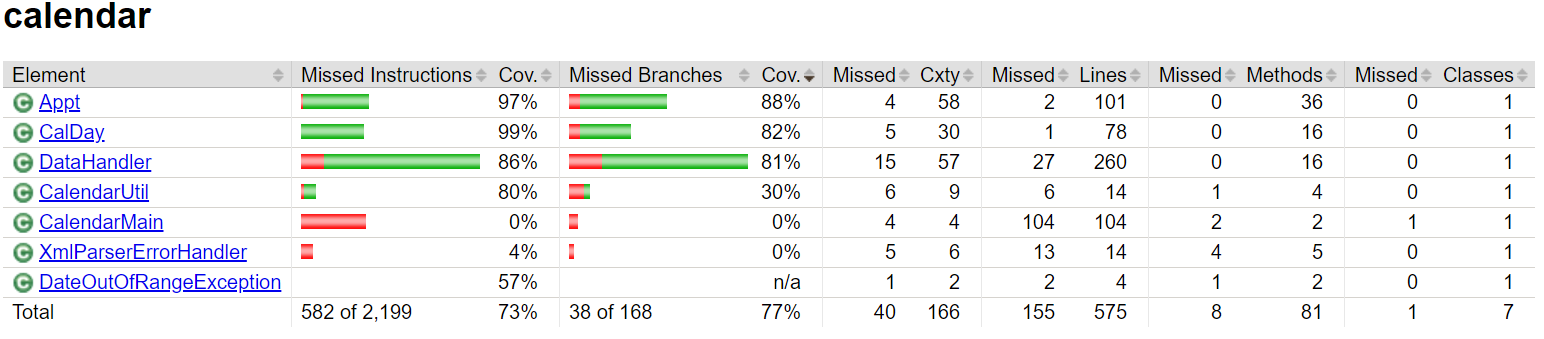 calendar
Element Missed Instructions Cov. Missed Branches Cov. Missed Cxty Missed Lines Missed Methods Missed Classes
C Appt 97% 88% 4 58 2 101 0 36 0 1
C CalDay 99% 82% 5 30 1 78 0 16 0 1
C DataHandler 86% 81% 15 57 27 260 0 16 0 1
C CalendarUtil 80% 30% 6 9 6 14 1 4 0 1
C CalendarMain 0% 0% 4 4 104 104 2 2 1 1
C XmlParserErrorHandler 4% 0% 5 6 13 14 4 5 0 1
C DateOutOfRangeException 57% n/a 1 2 2 4 1 2 0 1
Total 582 of 2,199 73% 38 of 168 77% 40 166 155 575 8 81 1 7